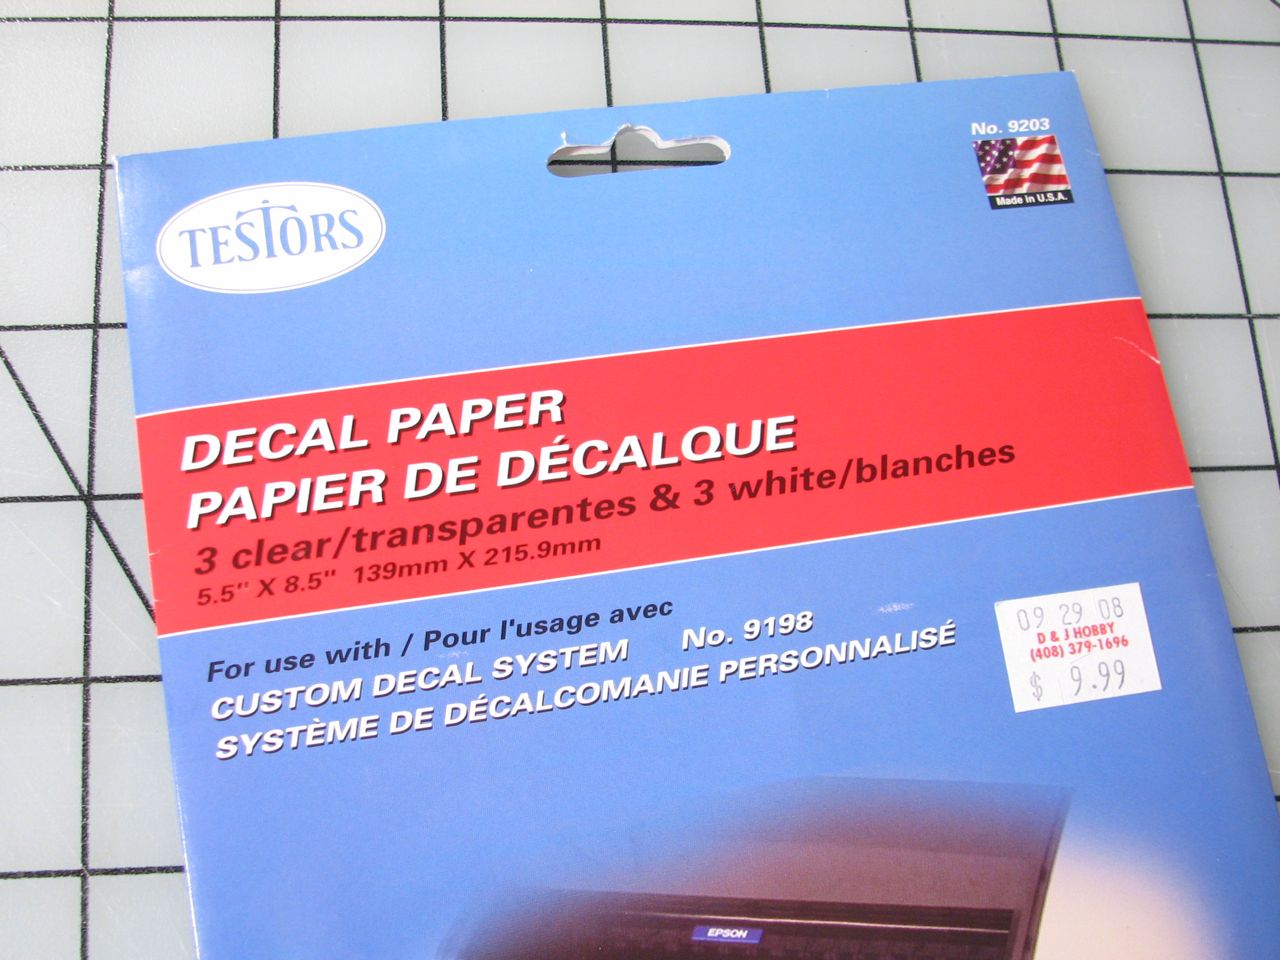 No. 9203
Made in U.S.A.
TESTORS
DECAL PAPER
PAPIER DE DÉCALQUE
3 clear/transparentes & 3 white/blanches
5.5" X 8.5" 139mm X 215.9mm
For use with / Pour l'usage avec
CUSTOM DECAL SYSTEM No. 9198
SYSTÈME DE DÉCALCOMANIE PERSONNALISÉ
09 29 08
D & J HOBBY
(408) 379-1696
$ 9.99
EPSON